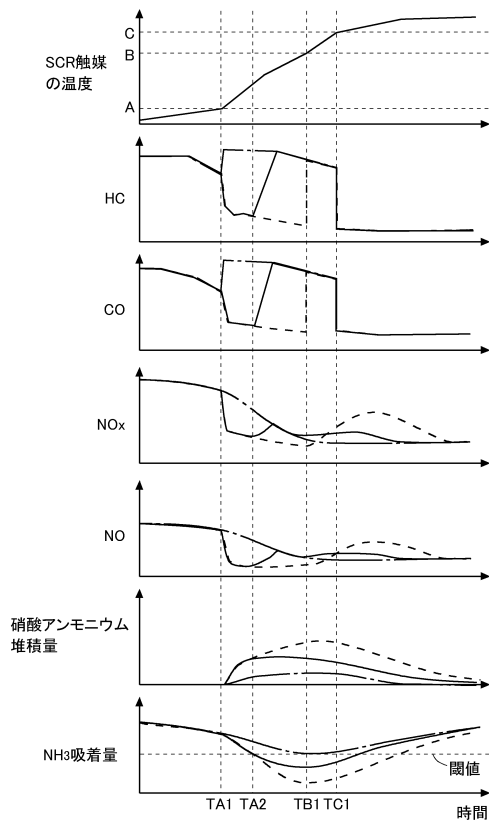 C
B
SCR触媒
の温度
A
HC
CO
NOx
NO
硝酸アンモニウム
堆積量
NH3吸着量
閾値
TA1 TA2 TB1 TC1
時間